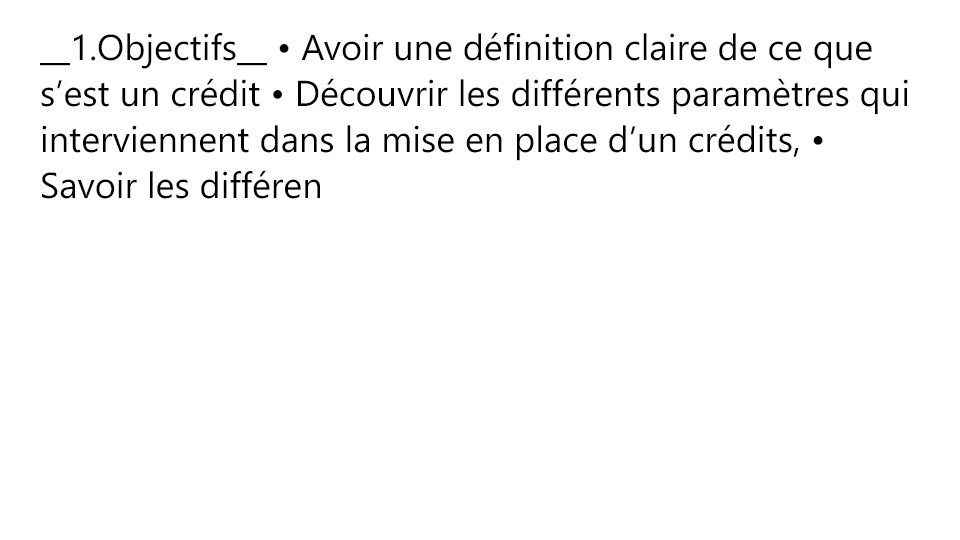 __1.Objectifs__ • Avoir une définition claire de ce que
s’est un crédit • Découvrir les différents paramètres qui
interviennent dans la mise en place d’un crédits, •
Savoir les différen